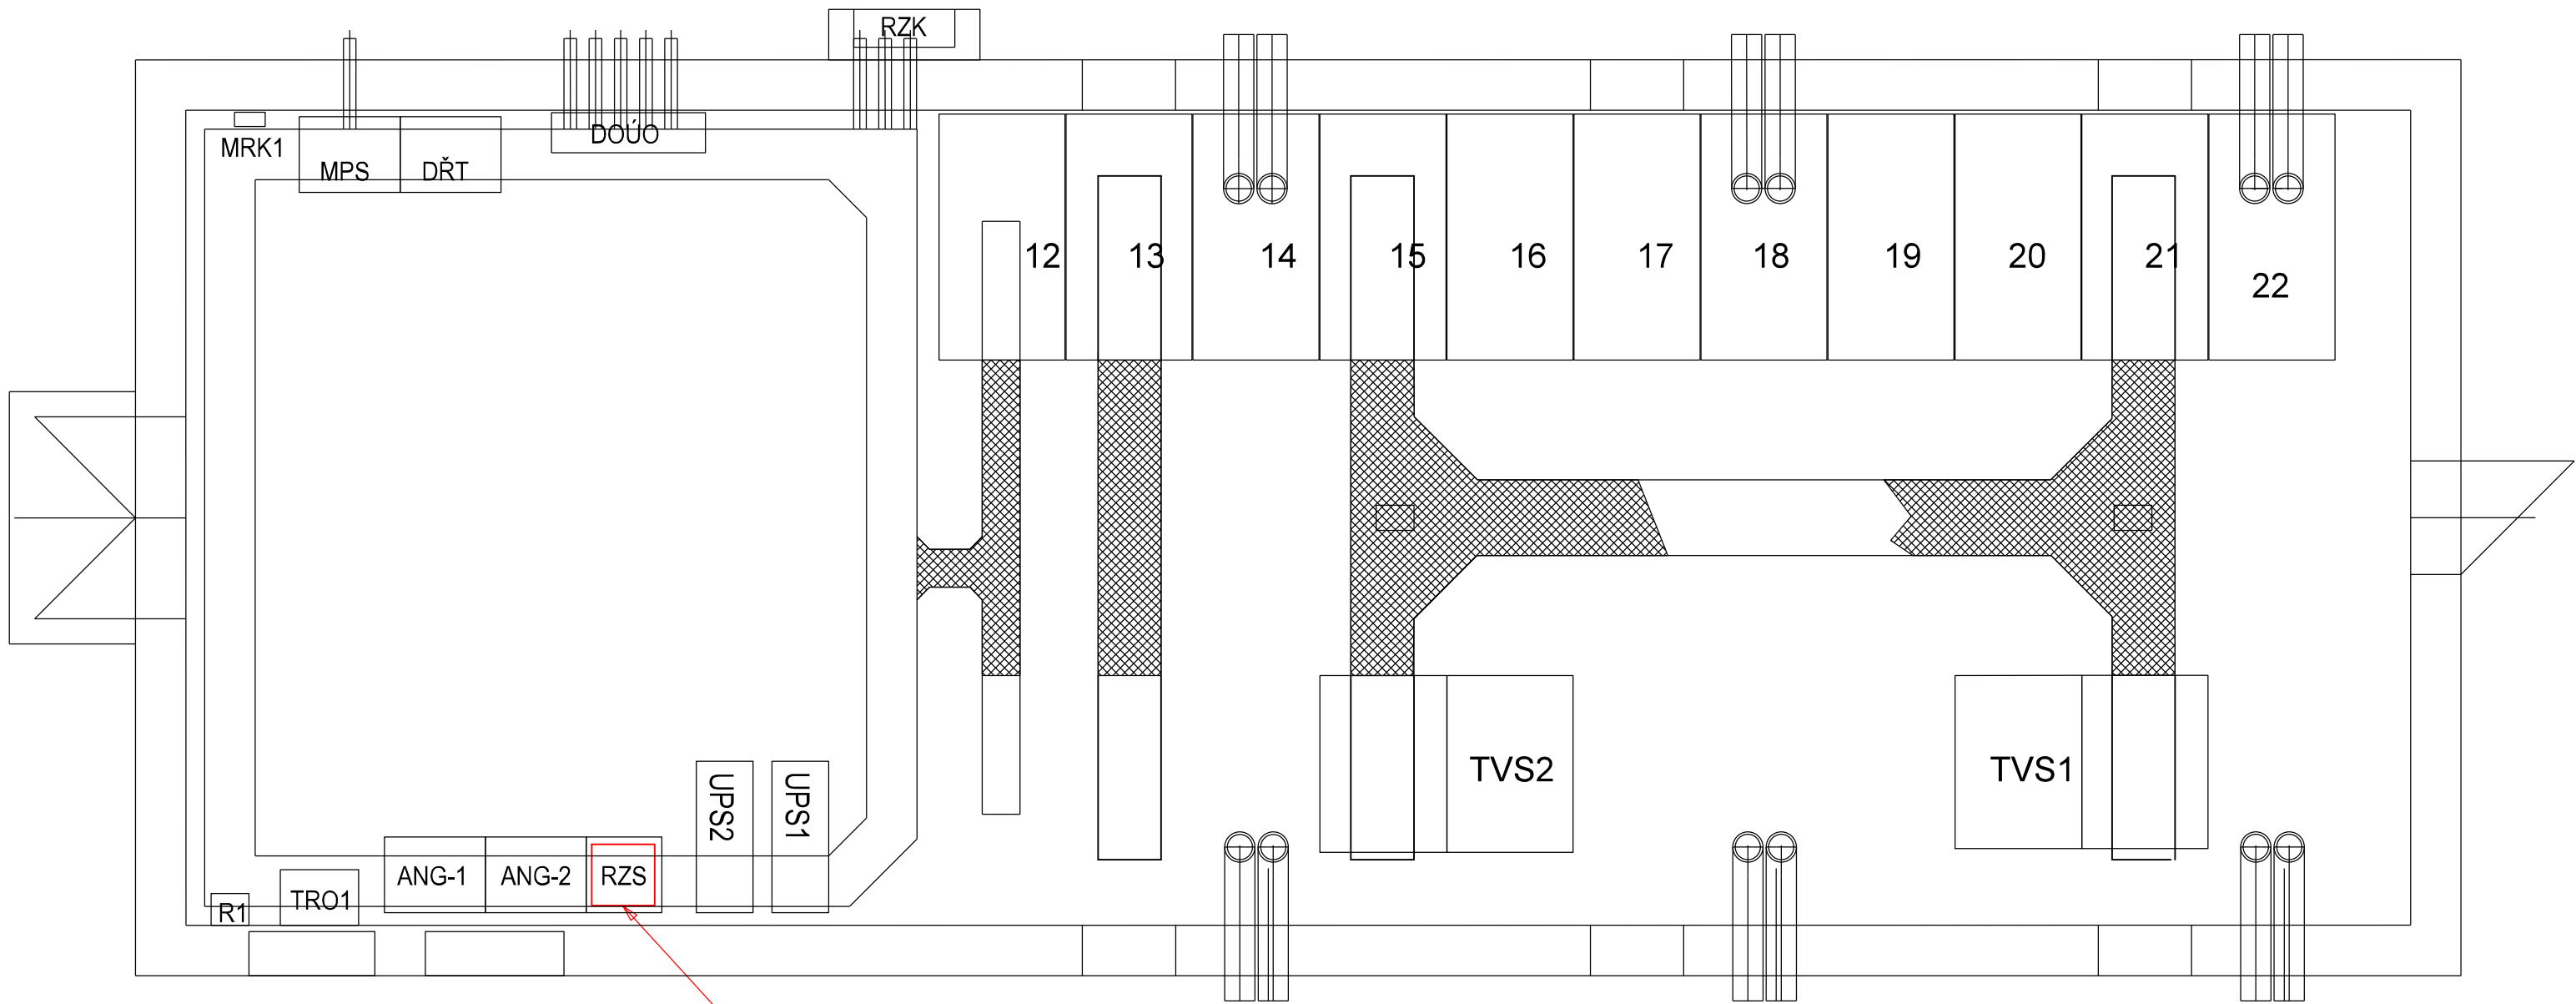 RZK
MRK1
MPS
DŘT
DOÚO
12
13
14
15
16
17
18
19
20
21
22
UPS2
UPS1
TVS2
TVS1
ANG-1
ANG-2
RZS
TRO1
R1